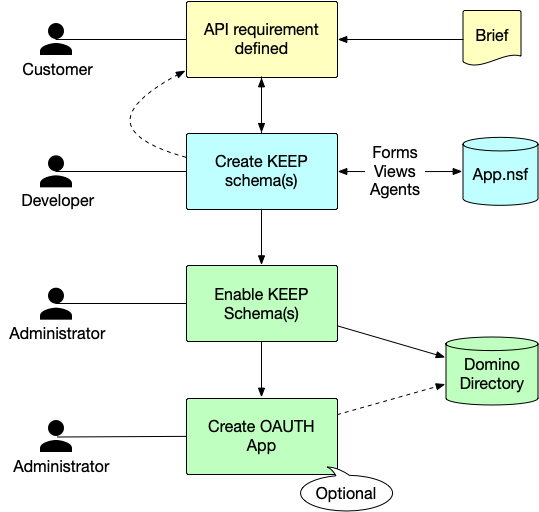 API requirement
defined
Brief
Customer
Create KEEP
schema(s)
Forms
Views
Agents
App.nsf
Developer
Enable KEEP
Schema(s)
Administrator
Domino
Directory
Create OAUTH
App
Administrator
Optional